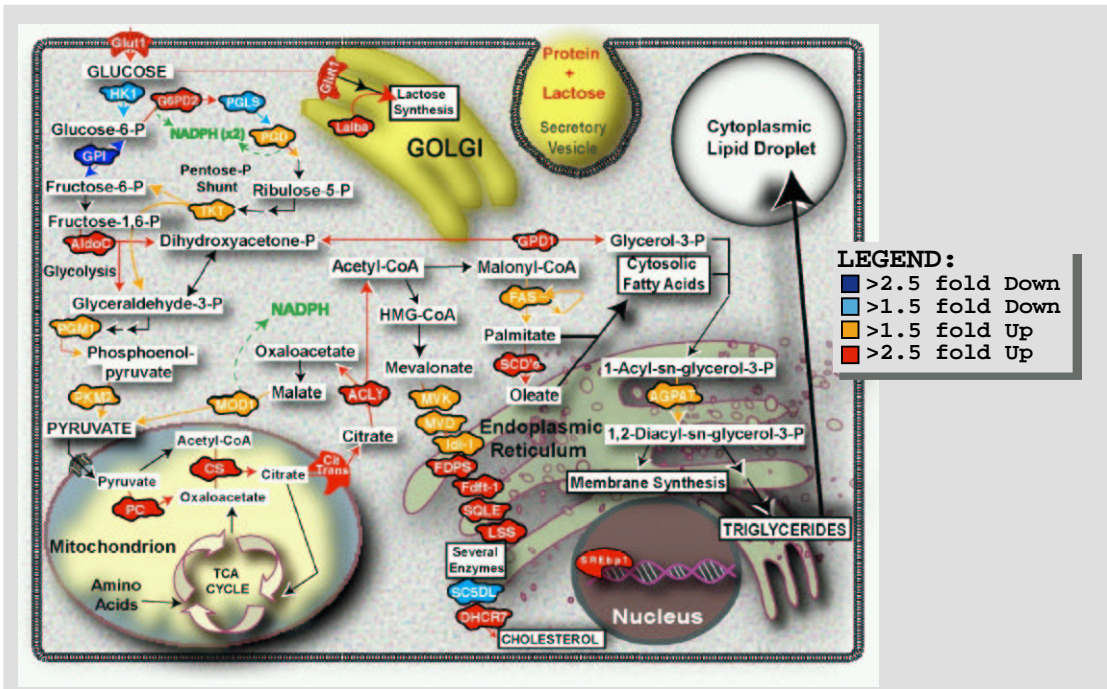 Glut1
GLUCOSE
HK1
G6PD2
PGLS
Glucose-6-P
NADPH (x2)
PGD
GPI
Pentose-P
Shunt
Fructose-6-P
Ribulose-5-P
TKT
Fructose-1,6-P
AldoC
Dihydroxyacetone-P
Glycolysis
Glyceraldehyde-3-P
PGM1
Phosphoenol-
pyruvate
PKM2
PYRUVATE
Glut1
Lactose
Synthesis
Lalba
GOLGI
Protein
+
Lactose
Secretory
Vesicle
Cytoplasmic
Lipid Droplet
GPD1
Glycerol-3-P
Acetyl-CoA
Malonyl-CoA
Cytosolic
Fatty Acids
FAS
HMG-CoA
NADPH
Palmitate
Oxaloacetate
Mevalonate
SCD's
1-Acyl-sn-glycerol-3-P
Malate
ACLY
MOD1
MVK
Oleate
AGPAT
MVD
Citrate
Endoplasmic
Reticulum
1,2-Diacyl-sn-glycerol-3-P
Idi-1
FDPS
Membrane Synthesis
Fdft-1
SQLE
LSS
TRIGLYCERIDES
Several
Enzymes
SC5DL
DHCR7
CHOLESTEROL
SREbp1
Nucleus
Acetyl-CoA
CS
Citrate
Cit
Trans
Pyruvate
Oxaloacetate
PC
Mitochondrion
TCA
CYCLE
Amino
Acids
LEGEND:
>2.5 fold Down
>1.5 fold Down
>1.5 fold Up
>2.5 fold Up